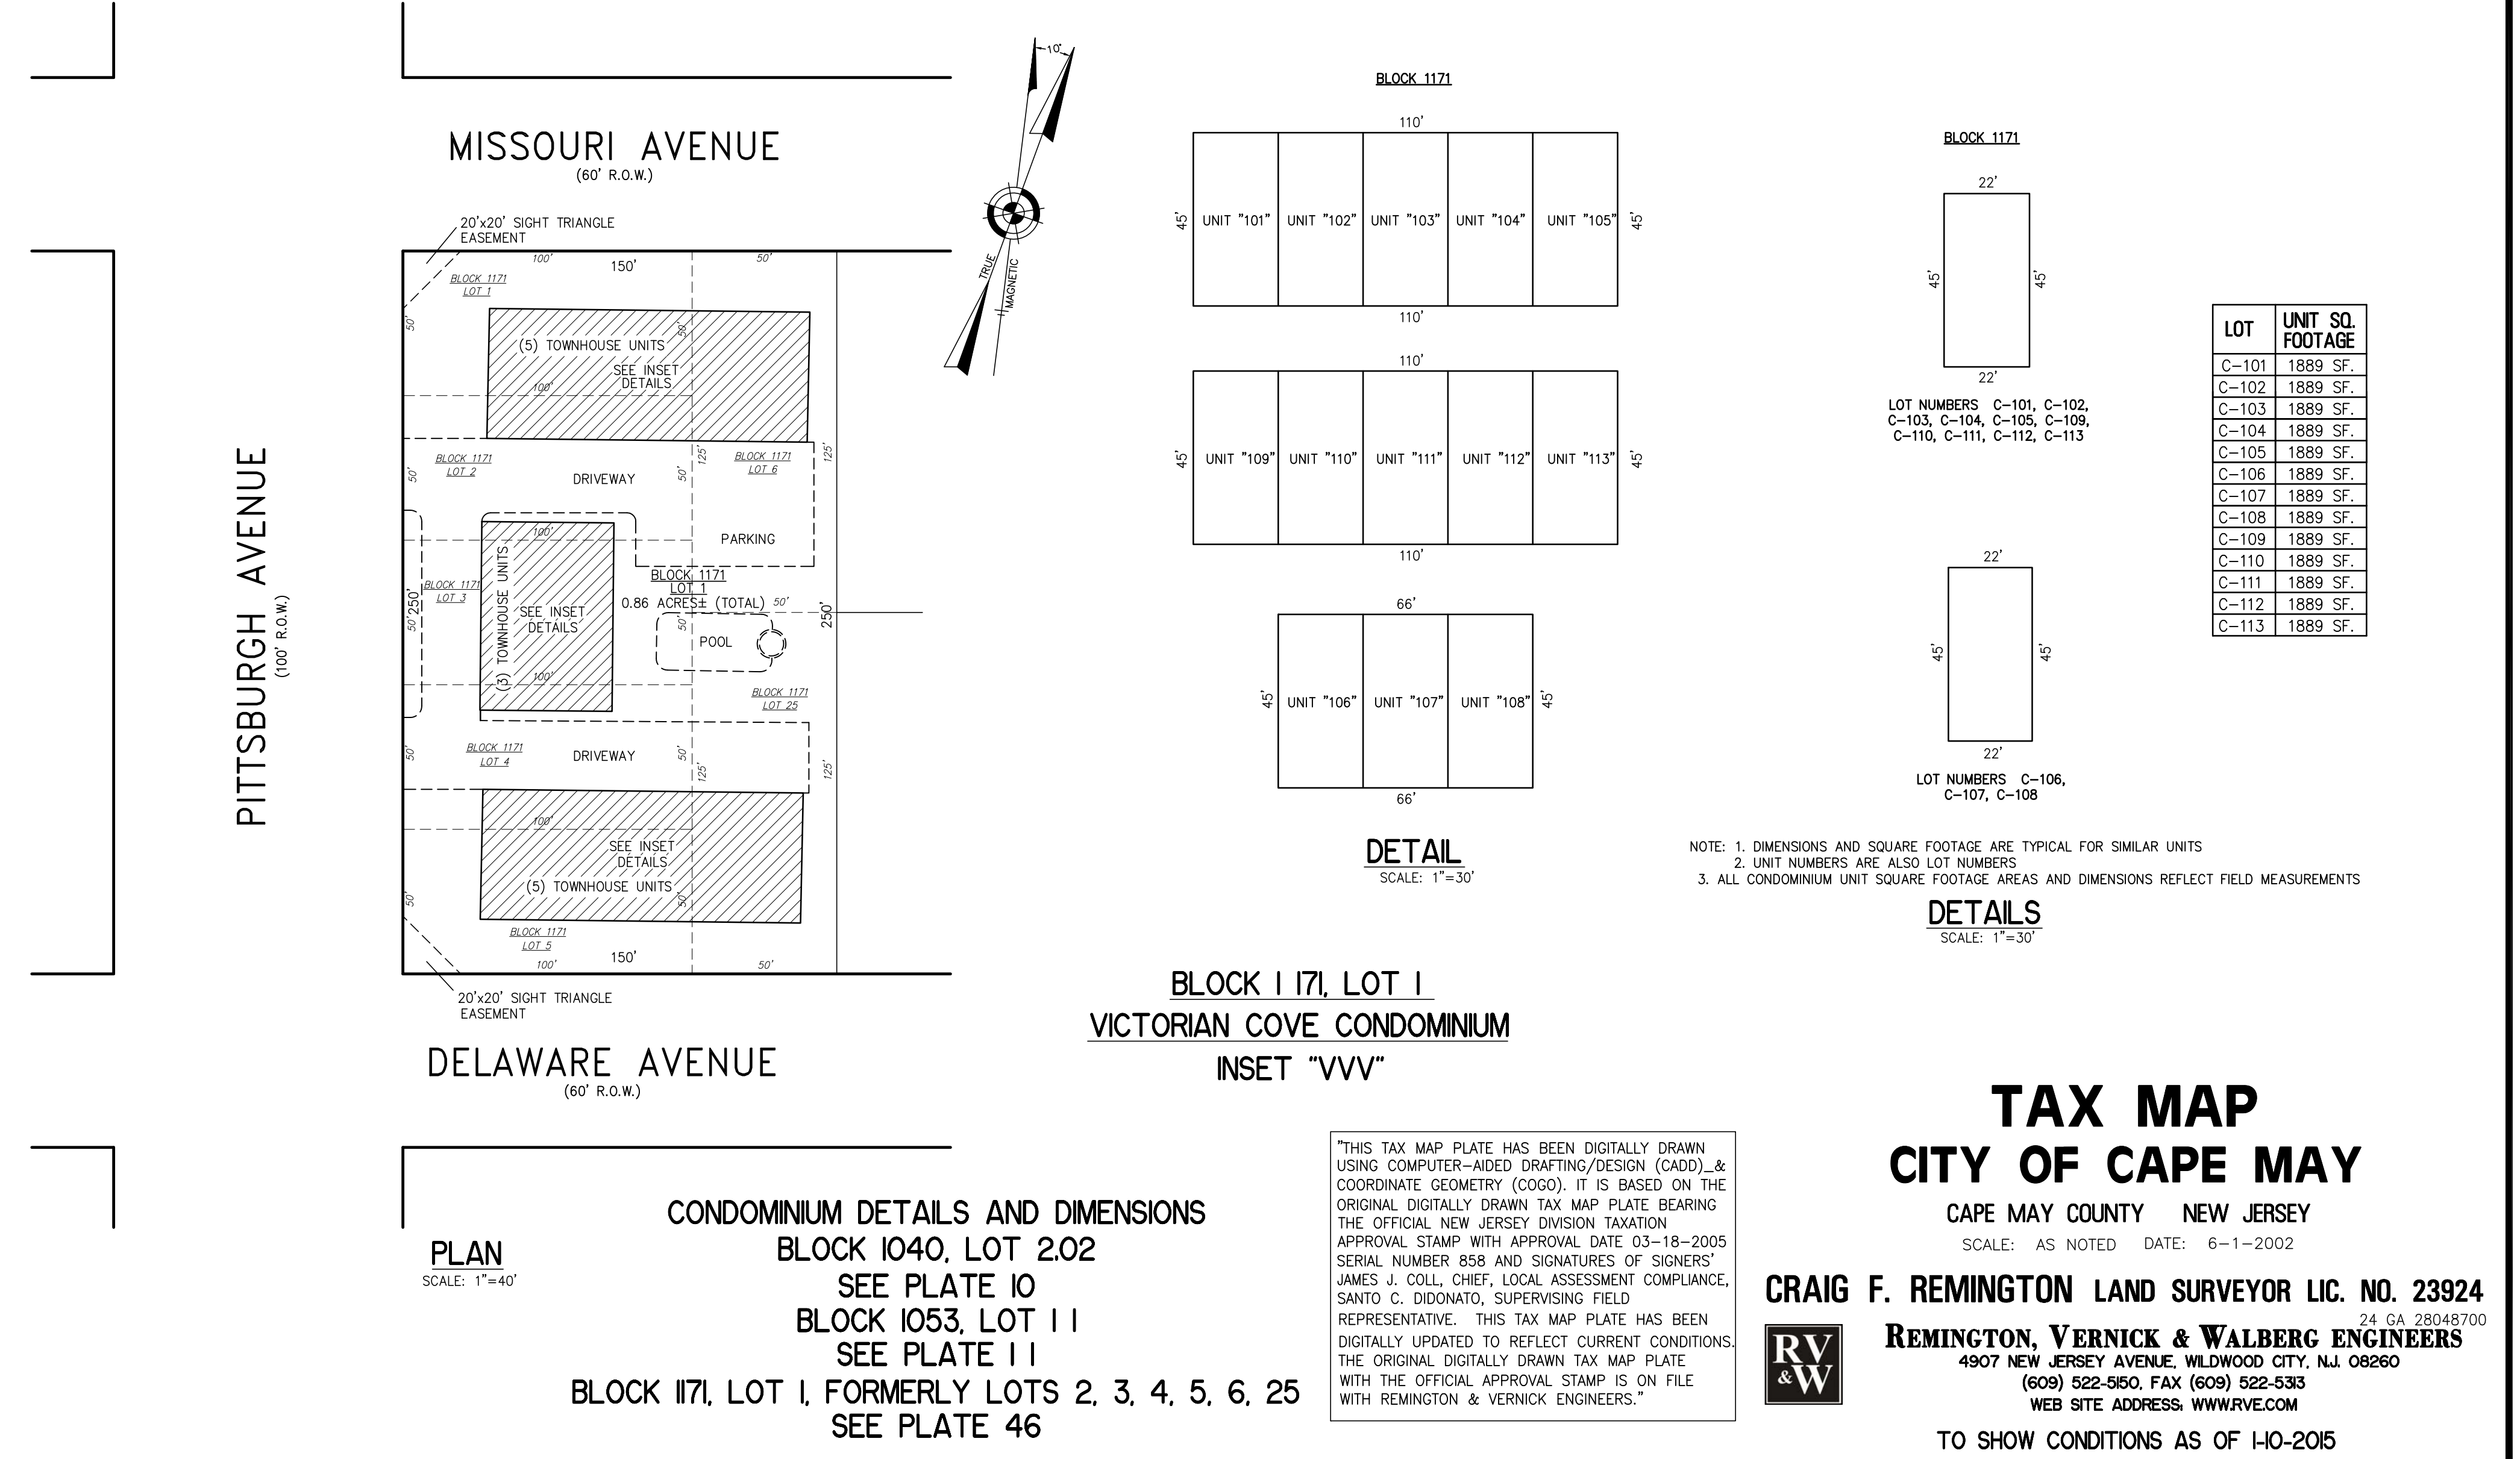 MISSOURI AVENUE
(60' R.O.W.)
20'x20' SIGHT TRIANGLE
EASEMENT
100'
150'
50'
BLOCK 1171
LOT 1
50'
50'
(5) TOWNHOUSE UNITS
SEE INSET
DETAILS
100'
BLOCK 1171
LOT 2
50'
DRIVEWAY
50'
125'
BLOCK 1171
LOT 6
125'
PARKING
100'
(3) TOWNHOUSE UNITS
SEE INSET
DETAILS
BLOCK 1171
LOT 3
50'
250'
BLOCK 1171
LOT 1
0.86 ACRES± (TOTAL)
50'
50'
POOL
250'
100'
BLOCK 1171
LOT 25
BLOCK 1171
LOT 4
50'
DRIVEWAY
50'
125'
125'
100'
SEE INSET
DETAILS
(5) TOWNHOUSE UNITS
50'
50'
BLOCK 1171
LOT 5
100'
150'
50'
20'x20' SIGHT TRIANGLE
EASEMENT
PITTSBURGH AVENUE
(100' R.O.W.)
DELAWARE AVENUE
(60' R.O.W.)
PLAN
SCALE: 1"=40'
10°
TRUE
MAGNETIC
BLOCK 1171
110'
45'
UNIT "101"
UNIT "102"
UNIT "103"
UNIT "104"
UNIT "105"
45'
110'
110'
45'
UNIT "109"
UNIT "110"
UNIT "111"
UNIT "112"
UNIT "113"
45'
110'
66'
45'
UNIT "106"
UNIT "107"
UNIT "108"
45'
66'
DETAIL
SCALE: 1"=30'
BLOCK 1171
22'
45'
45'
22'
LOT NUMBERS C-101, C-102,
C-103, C-104, C-105, C-109,
C-110, C-111, C-112, C-113
22'
45'
45'
22'
LOT NUMBERS C-106,
C-107, C-108
LOT UNIT SQ. FOOTAGE
C-101 1889 SF.
C-102 1889 SF.
C-103 1889 SF.
C-104 1889 SF.
C-105 1889 SF.
C-106 1889 SF.
C-107 1889 SF.
C-108 1889 SF.
C-109 1889 SF.
C-110 1889 SF.
C-111 1889 SF.
C-112 1889 SF.
C-113 1889 SF.
NOTE: 1. DIMENSIONS AND SQUARE FOOTAGE ARE TYPICAL FOR SIMILAR UNITS
2. UNIT NUMBERS ARE ALSO LOT NUMBERS
3. ALL CONDOMINIUM UNIT SQUARE FOOTAGE AREAS AND DIMENSIONS REFLECT FIELD MEASUREMENTS
DETAILS
SCALE: 1"=30'
BLOCK 1171, LOT 1
VICTORIAN COVE CONDOMINIUM
INSET "VVV"
CONDOMINIUM DETAILS AND DIMENSIONS
BLOCK 1040, LOT 2.02
SEE PLATE 10
BLOCK 1053, LOT 11
SEE PLATE 11
BLOCK 1171, LOT 1, FORMERLY LOTS 2, 3, 4, 5, 6, 25
SEE PLATE 46
"THIS TAX MAP PLATE HAS BEEN DIGITALLY DRAWN
USING COMPUTER-AIDED DRAFTING/DESIGN (CADD)_&
COORDINATE GEOMETRY (COGO). IT IS BASED ON THE
ORIGINAL DIGITALLY DRAWN TAX MAP PLATE BEARING
THE OFFICIAL NEW JERSEY DIVISION TAXATION
APPROVAL STAMP WITH APPROVAL DATE 03-18-2005
SERIAL NUMBER 858 AND SIGNATURES OF SIGNERS'
JAMES J. COLL, CHIEF, LOCAL ASSESSMENT COMPLIANCE,
SANTO C. DIDONATO, SUPERVISING FIELD
REPRESENTATIVE. THIS TAX MAP PLATE HAS BEEN
DIGITALLY UPDATED TO REFLECT CURRENT CONDITIONS.
THE ORIGINAL DIGITALLY DRAWN TAX MAP PLATE
WITH THE OFFICIAL APPROVAL STAMP IS ON FILE
WITH REMINGTON & VERNICK ENGINEERS."
TAX MAP
CITY OF CAPE MAY
CAPE MAY COUNTY NEW JERSEY
SCALE: AS NOTED DATE: 6-1-2002
CRAIG F. REMINGTON LAND SURVEYOR LIC. NO. 23924
24 GA 28048700
RV
&W
REMINGTON, VERNICK & WALBERG ENGINEERS
4907 NEW JERSEY AVENUE, WILDWOOD CITY, N.J. 08260
(609) 522-5150, FAX (609) 522-5313
WEB SITE ADDRESS: WWW.RVE.COM
TO SHOW CONDITIONS AS OF 1-10-2015